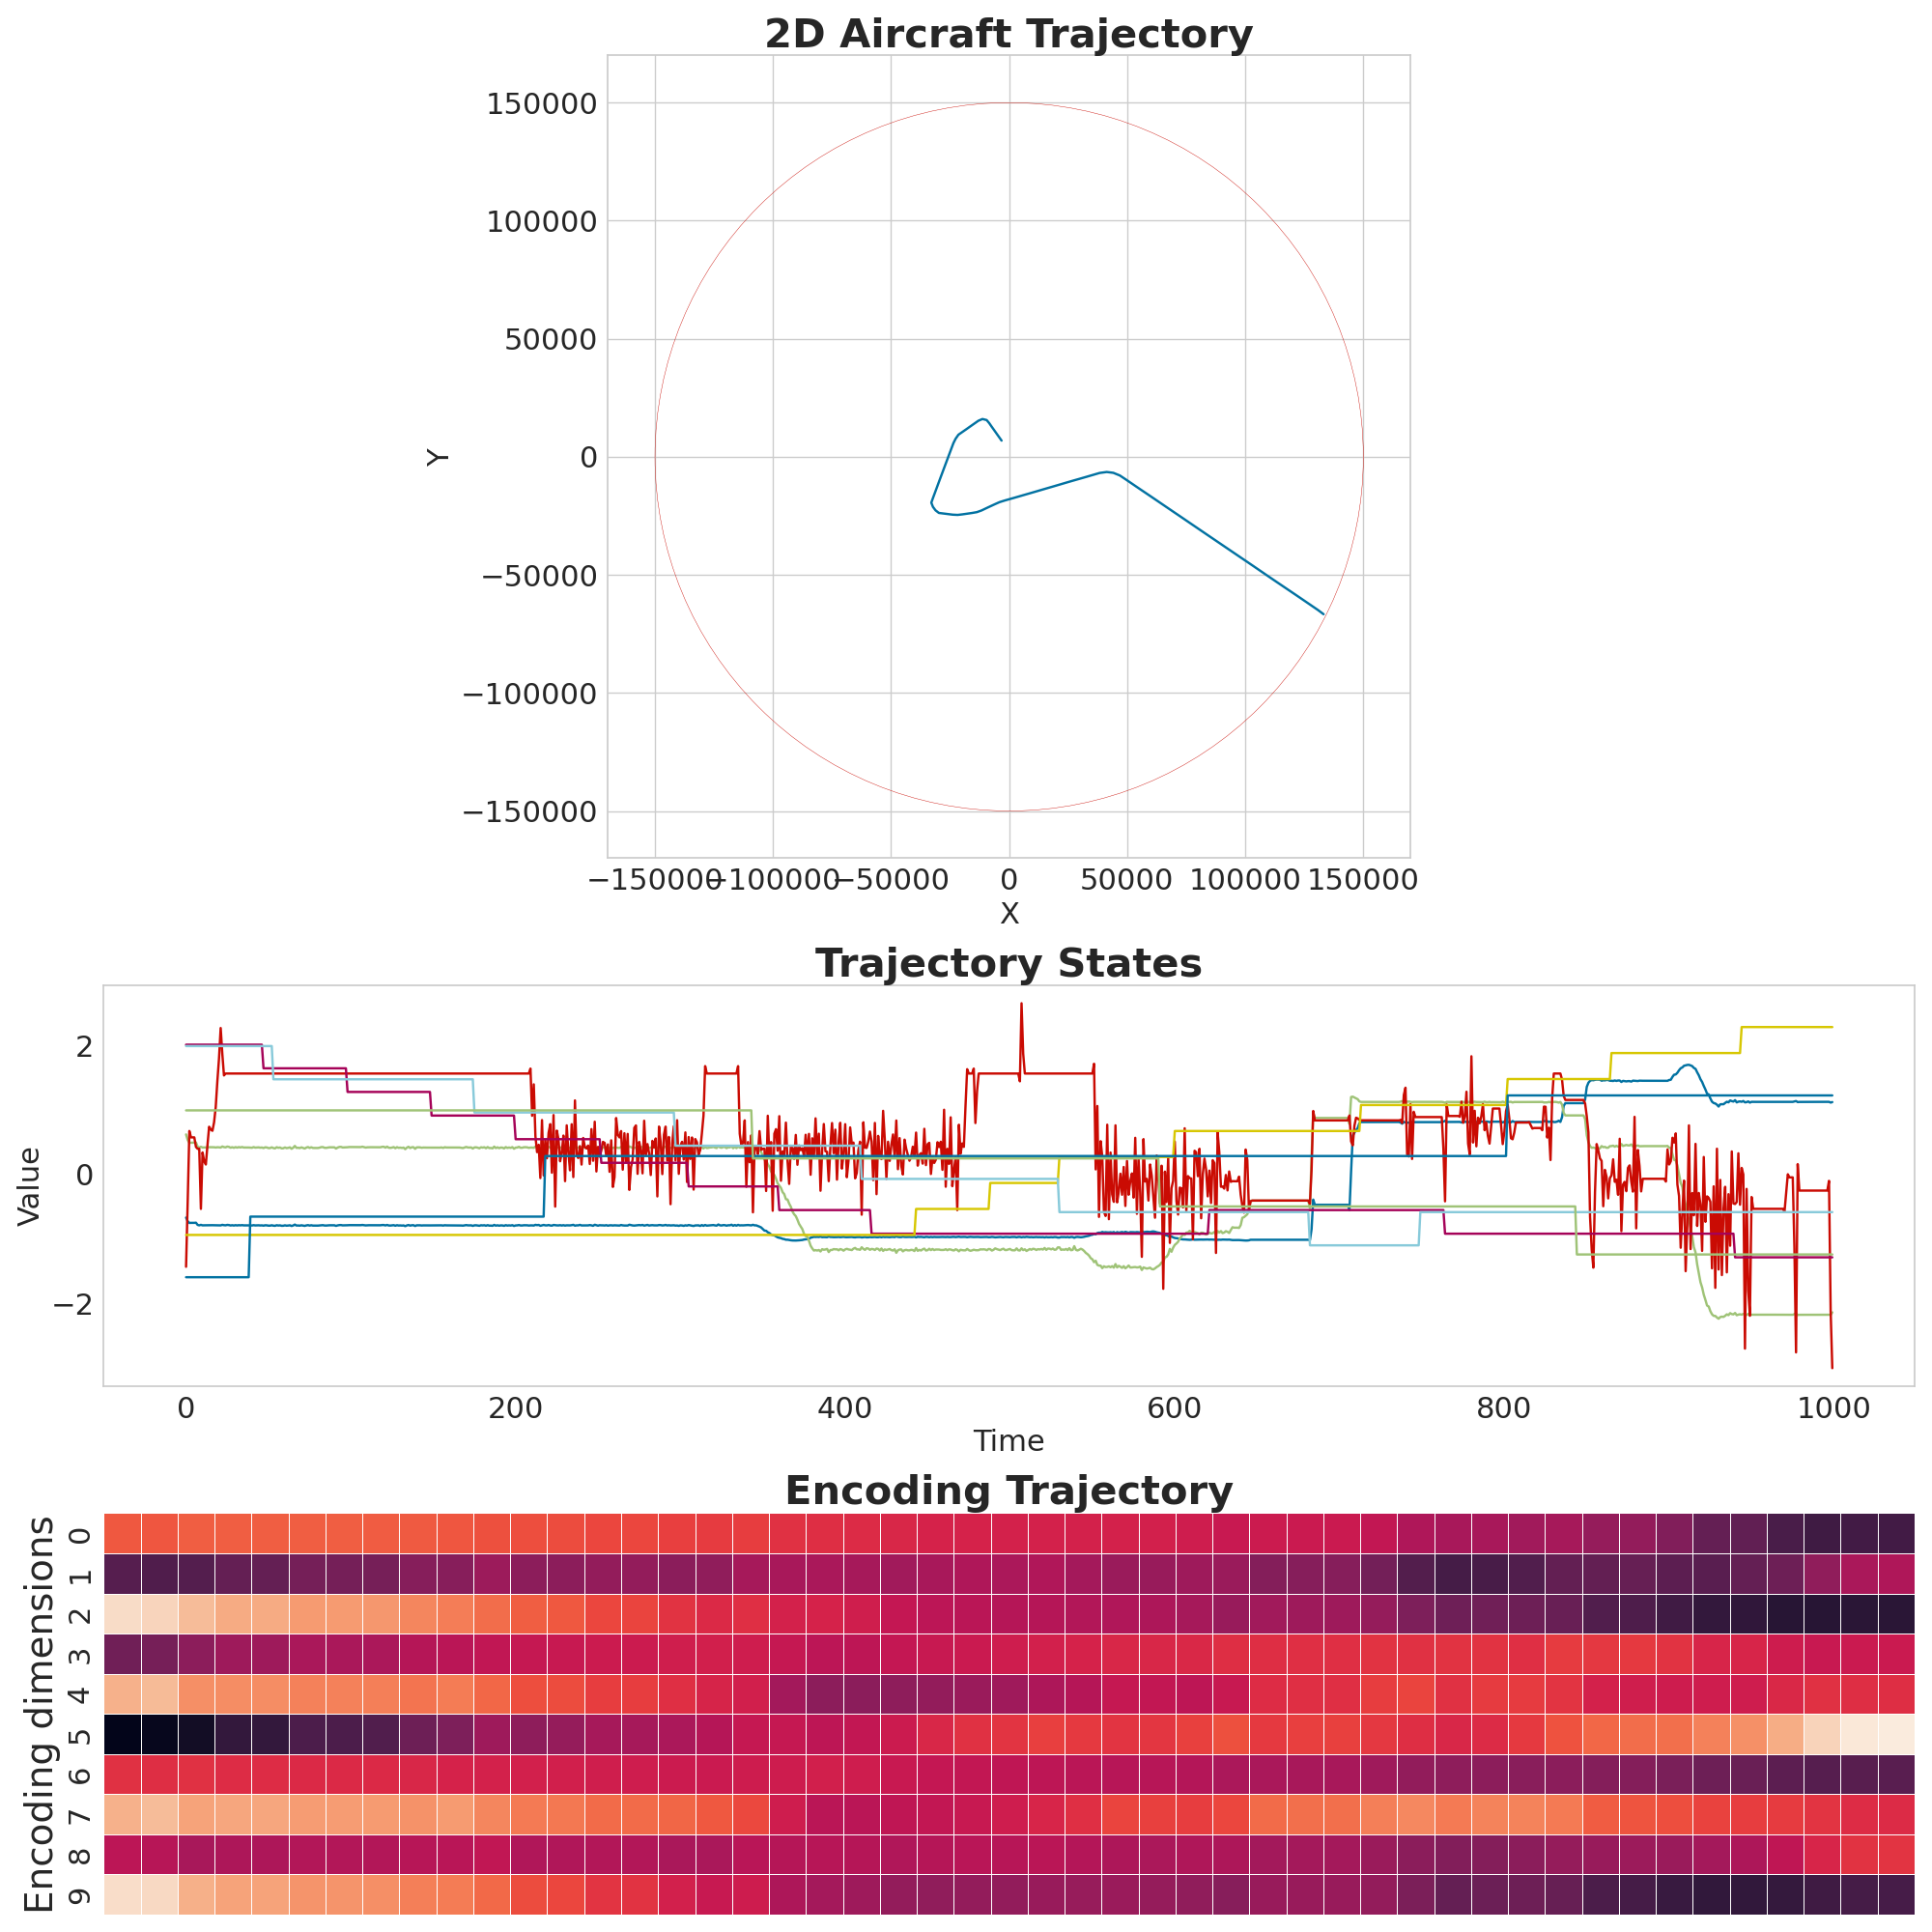 2D Aircraft Trajectory
150000
100000
50000
0
−50000
−100000
−150000
Y
−150000 −100000 −50000 0 50000 100000 150000
X
Trajectory States
2
0
−2
Value
0 200 400 600 800 1000
Time
Encoding Trajectory
Encoding dimensions
0
1
2
3
4
5
6
7
8
9